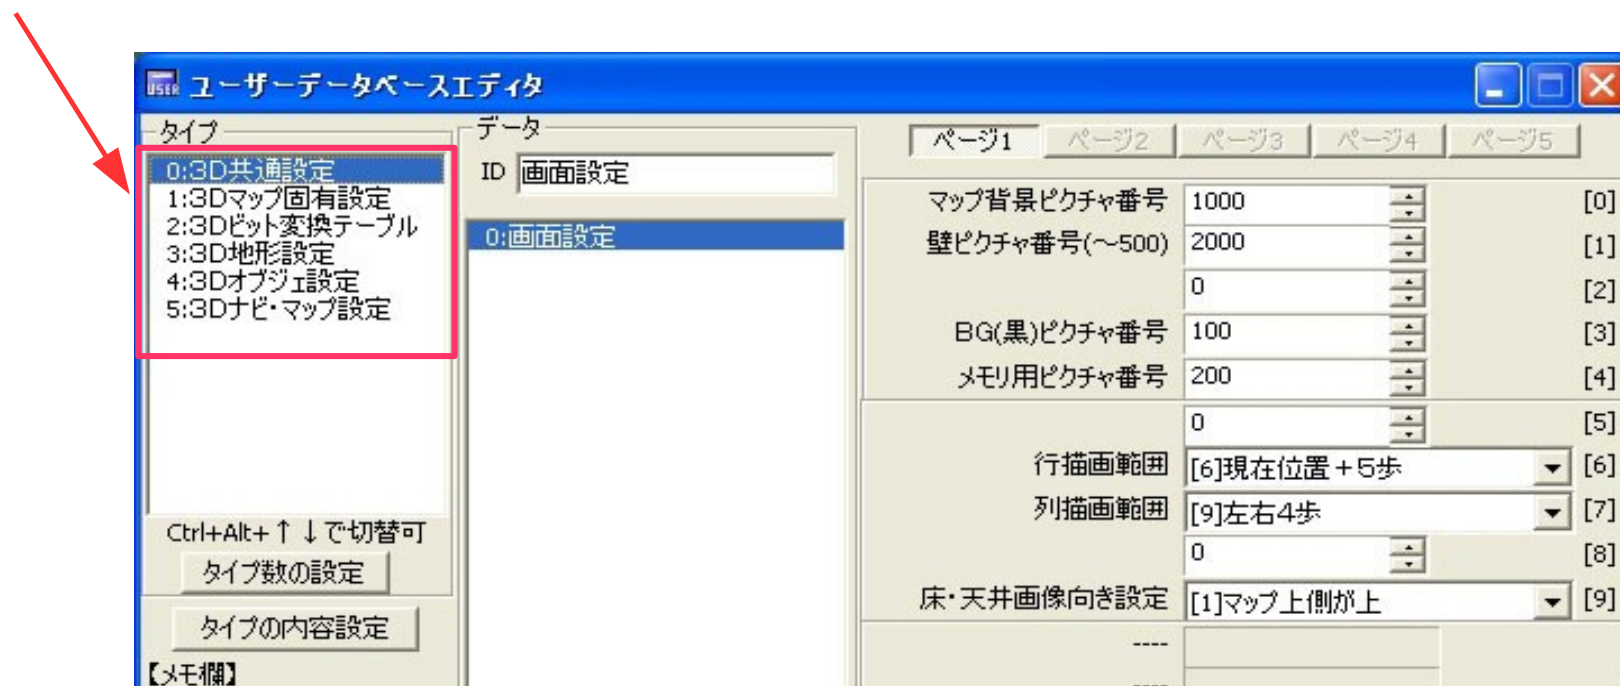 USER ユーザーデータベースエディタ
タイプ
0:3D共通設定
1:3Dマップ固有設定
2:3Dビット変換テーブル
3:3D地形設定
4:3Dオブジェ設定
5:3Dナビ・マップ設定
Ctrl+Alt+↑↓で切替可
タイプ数の設定
タイプの内容設定
【メモ欄】
データ
ID 画面設定
0:画面設定
ページ1 ページ2 ページ3 ページ4 ページ5
マップ背景ピクチャ番号 1000 [0]
壁ピクチャ番号(～500) 2000 [1]
0 [2]
BG(黒)ピクチャ番号 100 [3]
メモリ用ピクチャ番号 200 [4]
0 [5]
行描画範囲 [6]現在位置+5歩 [6]
列描画範囲 [9]左右4歩 [7]
0 [8]
床・天井画像向き設定 [1]マップ上側が上 [9]
----
----